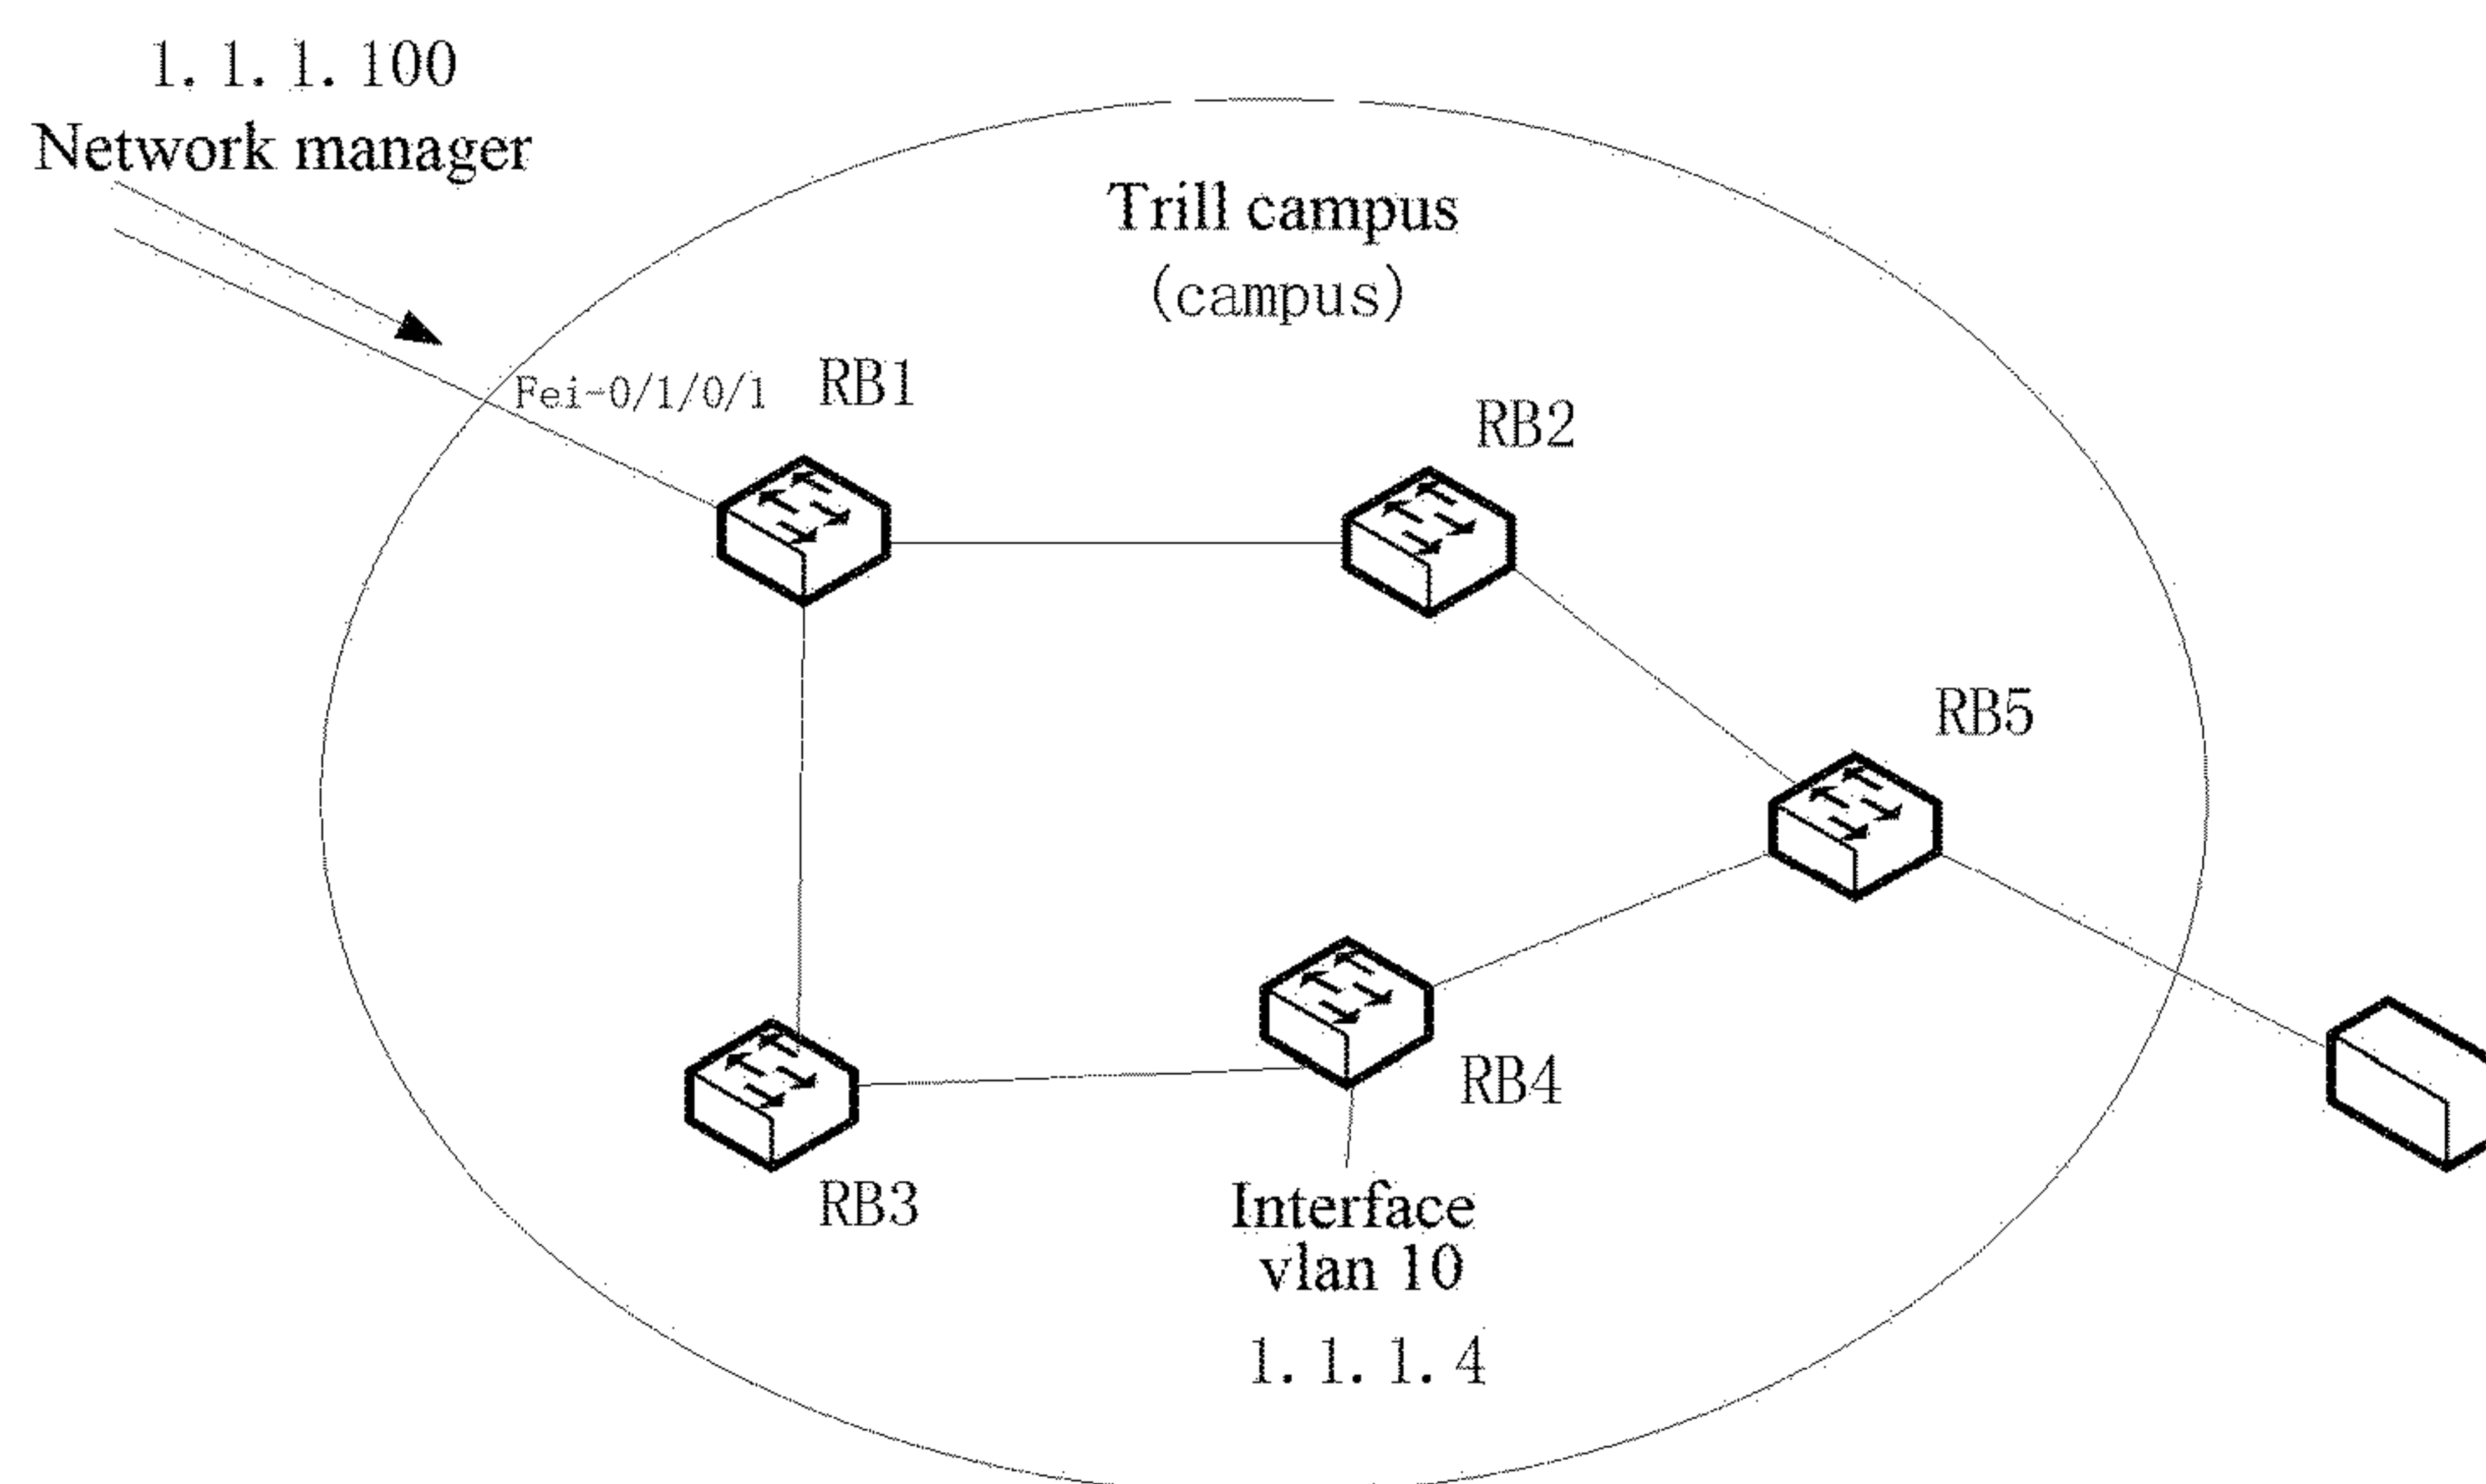 1. 1. 1. 100
Network manager
Trill campus
(campus)
Fei-0/1/0/1
RB1
RB2
RB5
RB4
RB3
Interface
vlan 10
1. 1. 1. 4